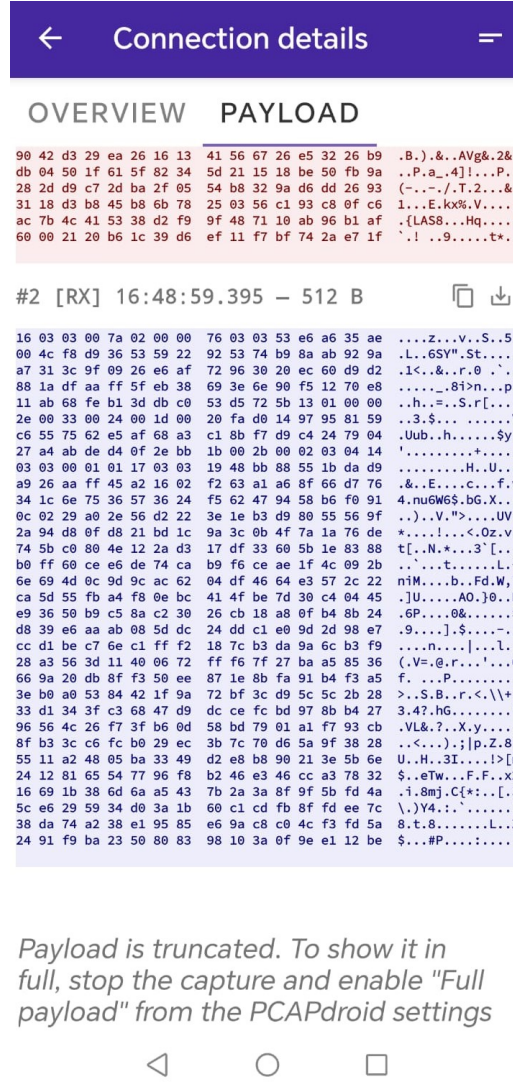 Connection details
OVERVIEW PAYLOAD
90 42 d3 29 ea 26 16 13 41 56 67 26 e5 32 26 b9 .B.).&..AVg&.2&
db 04 50 1f 61 5f 82 34 5d 21 15 18 be 50 fb 9a ..P.a_.4]!...P.
28 2d d9 c7 2d ba 2f 05 54 b8 32 9a d6 dd 26 93 (-..-./.T.2...&
31 18 d3 b8 45 b8 6b 78 25 03 56 c1 93 c8 0f c6 1...E.kx%.V....
ac 7b 4c 41 53 38 d2 f9 9f 48 71 10 ab 96 b1 af .{LAS8...Hq....
60 00 21 20 b6 1c 39 d6 ef 11 f7 bf 74 2a e7 1f `.! ..9.....t*.
#2 [RX] 16:48:59.395 — 512 B
16 03 03 00 7a 02 00 00 76 03 03 53 e6 a6 35 ae ....z...v..S..5
00 4c f8 d9 36 53 59 22 92 53 74 b9 8a ab 92 9a .L..6SY".St....
a7 31 3c 9f 09 26 e6 af 72 96 30 20 ec 60 d9 d2 .1<..&..r.0 .`.
88 1a df aa ff 5f eb 38 69 3e 6e 90 f5 12 70 e8 ....._.8i>n...p
11 ab 68 fe b1 3d db c0 53 d5 72 5b 13 01 00 00 ..h..=..S.r[...
2e 00 33 00 24 00 1d 00 20 fa d0 14 97 95 81 59 ..3.$... ......
c6 55 75 62 e5 af 68 a3 c1 8b f7 d9 c4 24 79 04 .Uub..h......$y
27 a4 ab de d4 0f 2e bb 1b 00 2b 00 02 03 04 14 '.........+....
03 03 00 01 01 17 03 03 19 48 bb 88 55 1b da d9 .........H..U..
a9 26 aa ff 45 a2 16 02 f2 63 a1 a6 8f 66 d7 76 .&..E....c...f.
34 1c 6e 75 36 57 36 24 f5 62 47 94 58 b6 f0 91 4.nu6W6$.bG.X..
0c 02 29 a0 2e 56 d2 22 3e 1e b3 d9 80 55 56 9f ..)..V.">....UV
2a 94 d8 0f d8 21 bd 1c 9a 3c 0b 4f 7a 1a 76 de *....!...<.Oz.v
74 5b c0 80 4e 12 2a d3 17 df 33 60 5b 1e 83 88 t[..N.*...3`[..
b0 ff 60 ce e6 de 74 ca b9 f6 ce ae 1f 4c 09 2b ..`...t......L.
6e 69 4d 0c 9d 9c ac 62 04 df 46 64 e3 57 2c 22 niM....b..Fd.W,
ca 5d 55 fb a4 f8 0e bc 41 4f be 7d 30 c4 04 45 .]U.....AO.}0..
e9 36 50 b9 c5 8a c2 30 26 cb 18 a8 0f b4 8b 24 .6P....0&......
d8 39 e6 aa ab 08 5d dc 24 dd c1 e0 9d 2d 98 e7 .9....].$....-.
cc d1 be c7 6e c1 ff f2 18 7c b3 da 9a 6c b3 f9 ....n....|...l.
28 a3 56 3d 11 40 06 72 ff f6 7f 27 ba a5 85 36 (.V=.@.r...'...
66 9a 20 db 8f f3 50 ee 87 1e 8b fa 91 b4 f3 a5 f. ...P........
3e b0 a0 53 84 42 1f 9a 72 bf 3c d9 5c 5c 2b 28 >..S.B..r.<.\\+
33 d1 34 3f c3 68 47 d9 dc ce fc bd 97 8b b4 27 3.4?.hG........
96 56 4c 26 f7 3f b6 0d 58 bd 79 01 a1 f7 93 cb .VL&.?..X.y....
8f b3 3c c6 fc b0 29 ec 3b 7c 70 d6 5a 9f 38 28 ..<...).;|p.Z.8
55 11 a2 48 05 ba 33 49 d2 e8 b8 90 21 3e 5b 6e U..H..3I....!>[
24 12 81 65 54 77 96 f8 b2 46 e3 46 cc a3 78 32 $..eTw...F.F..x
16 69 1b 38 6d 6a a5 43 7b 2a 3a 8f 9f 5b fd 4a .i.8mj.C{*:..[.
5c e6 29 59 34 d0 3a 1b 60 c1 cd fb 8f fd ee 7c \.)Y4.:.`......
38 da 74 a2 38 e1 95 85 e6 9a c8 c0 4c f3 fd 5a 8.t.8.......L..
24 91 f9 ba 23 50 80 83 98 10 3a 0f 9e e1 12 be $...#P....:....
Payload is truncated. To show it in
full, stop the capture and enable "Full
payload" from the PCAPdroid settings